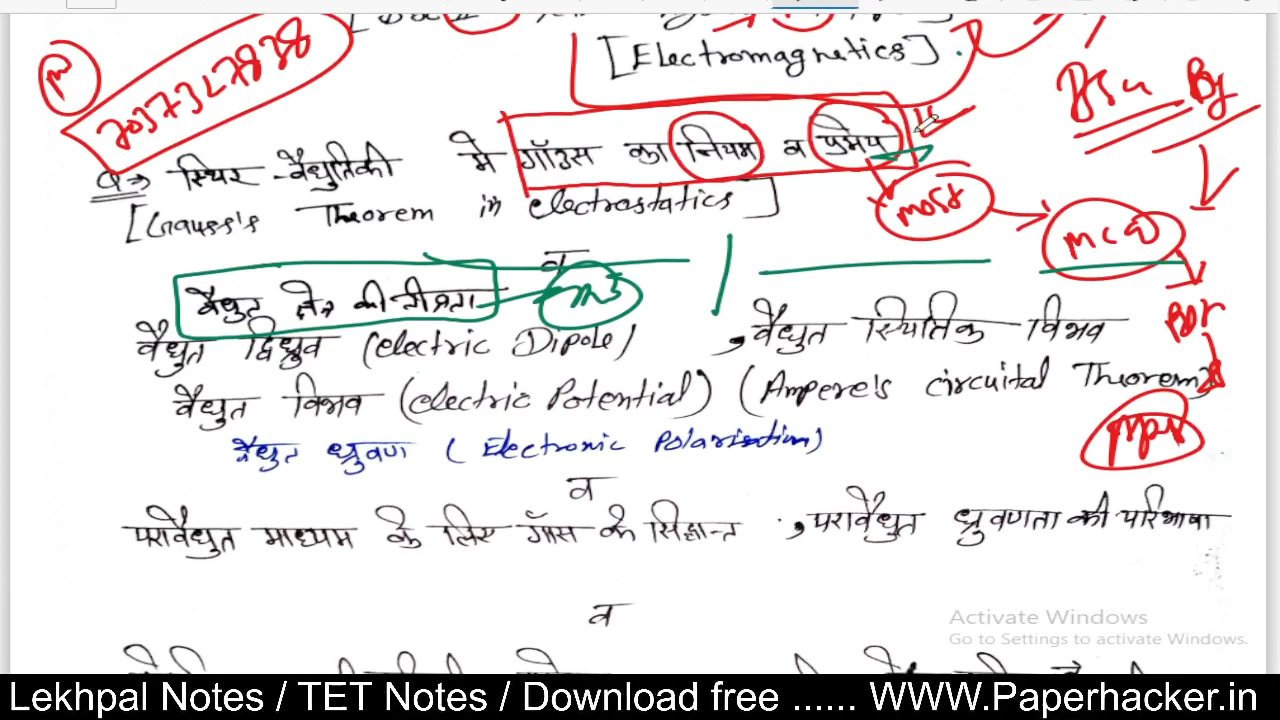 [Electromagnetics].
7037327838
By
Q⇒ स्थिर-वैधुतिकी मे गॉउस का नियम व प्रमेय
[Gauss's Theorem in electrostatics]
most
MCQ
व
वैधुत क्षेत्र की तीव्रता
वैधुत द्विध्रुव (electric Dipole) , वैधुत स्थितिक विभव
वैधुत विभव (electric Potential) (Ampere's circuital Theorem)
वैधुत ध्रुवण (Electronic Polarisation)
व
परावैधुत माध्यम के लिए गॉस के सिद्धान्त , परावैधुत ध्रुवणता की परिभाषा
व
Activate Windows
Go to Settings to activate Windows.
Lekhpal Notes / TET Notes / Download free ...... WWW.Paperhacker.in